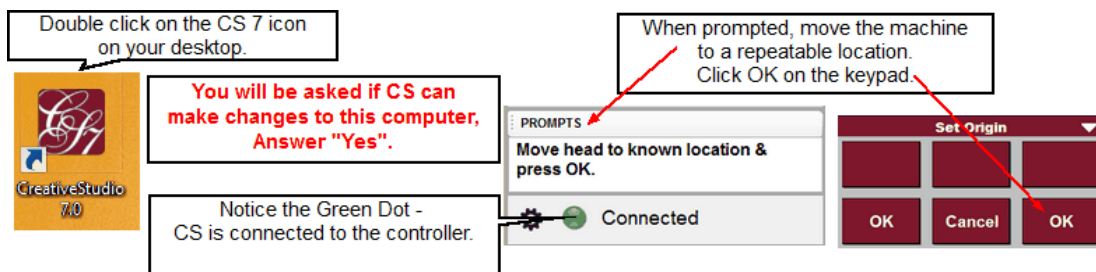 Double click on the CS 7 icon
on your desktop.
CS7
CreativeStudio
7.0
You will be asked if CS can
make changes to this computer,
Answer "Yes".
Notice the Green Dot -
CS is connected to the controller.
When prompted, move the machine
to a repeatable location.
Click OK on the keypad.
PROMPTS
Move head to known location &
press OK.
Connected
Set Origin
OK Cancel OK